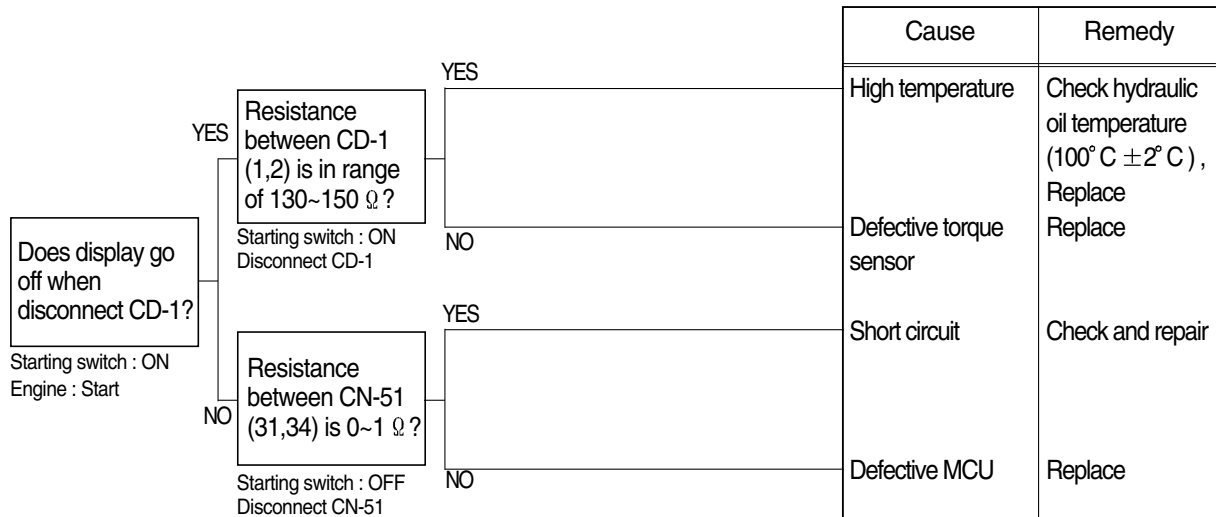 Cause
Remedy
YES
High temperature
Check hydraulic
oil temperature
(100°C ±2°C) ,
Replace
YES
Resistance
between CD-1
(1,2) is in range
of 130~150 Ω ?
Starting switch : ON
Disconnect CD-1
NO
Defective torque
sensor
Replace
Does display go
off when
disconnect CD-1?
Starting switch : ON
Engine : Start
YES
Short circuit
Check and repair
NO
Resistance
between CN-51
(31,34) is 0~1 Ω ?
Starting switch : OFF
Disconnect CN-51
NO
Defective MCU
Replace